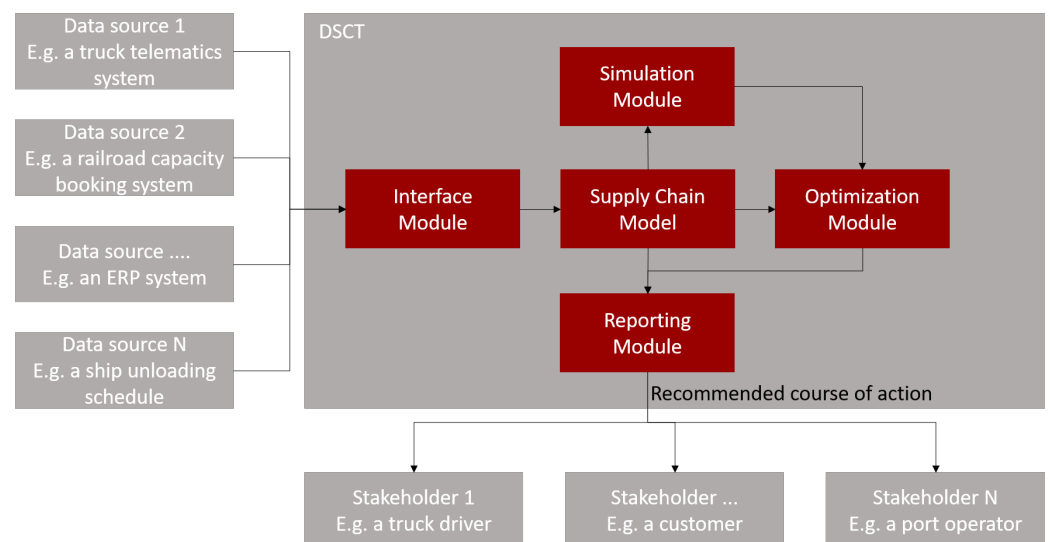 Data source 1
E.g. a truck telematics
system
Data source 2
E.g. a railroad capacity
booking system
Data source ....
E.g. an ERP system
Data source N
E.g. a ship unloading
schedule
DSCT
Simulation
Module
Interface
Module
Supply Chain
Model
Optimization
Module
Reporting
Module
Recommended course of action
Stakeholder 1
E.g. a truck driver
Stakeholder ...
E.g. a customer
Stakeholder N
E.g. a port operator